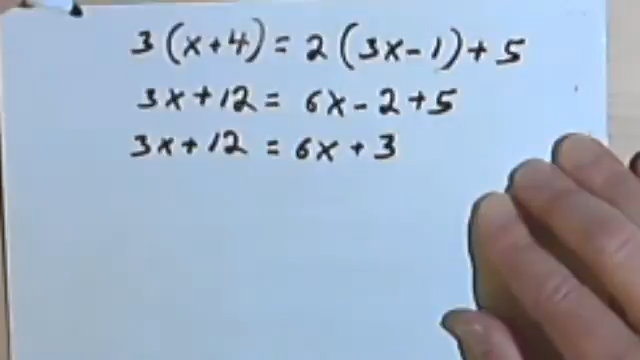 3(x+4) = 2(3x-1)+5
3x+12 = 6x-2+5
3x+12 = 6x+3